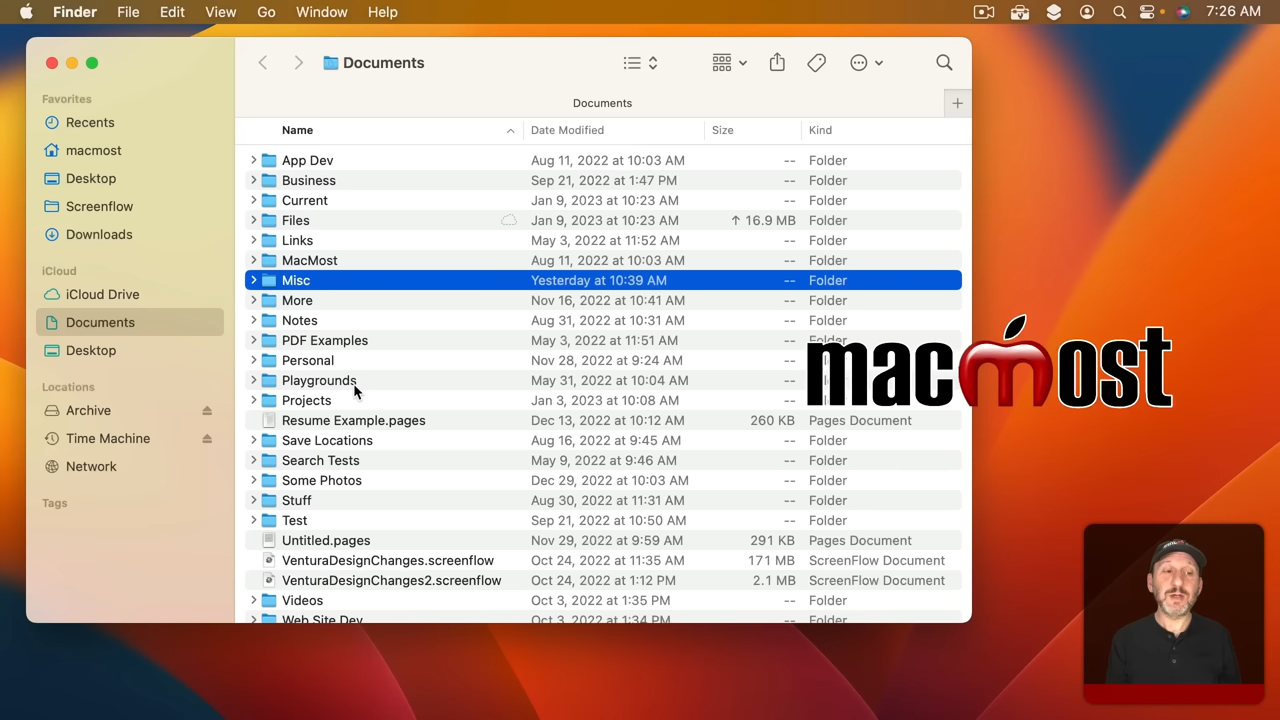 Finder File Edit View Go Window Help 7:26 AM
Documents
Favorites
Recents
macmost
Desktop
Screenflow
Downloads
iCloud
iCloud Drive
Documents
Desktop
Locations
Archive
Time Machine
Network
Tags
Documents
Name Date Modified Size Kind
App Dev Aug 11, 2022 at 10:03 AM -- Folder
Business Sep 21, 2022 at 1:47 PM -- Folder
Current Jan 9, 2023 at 10:23 AM -- Folder
Files Jan 9, 2023 at 10:23 AM ↑ 16.9 MB Folder
Links May 3, 2022 at 11:52 AM -- Folder
MacMost Aug 11, 2022 at 10:03 AM -- Folder
Misc Yesterday at 10:39 AM -- Folder
More Nov 16, 2022 at 10:41 AM -- Folder
Notes Aug 31, 2022 at 10:31 AM -- Folder
PDF Examples May 3, 2022 at 11:51 AM -- Folder
Personal Nov 28, 2022 at 9:24 AM --
Playgrounds May 31, 2022 at 10:04 AM --
Projects Jan 3, 2023 at 10:08 AM --
macmost
Resume Example.pages Dec 13, 2022 at 10:12 AM 260 KB Pages Document
Save Locations Aug 16, 2022 at 9:45 AM -- Folder
Search Tests May 9, 2022 at 9:46 AM -- Folder
Some Photos Dec 29, 2022 at 10:03 AM -- Folder
Stuff Aug 30, 2022 at 11:31 AM -- Folder
Test Sep 21, 2022 at 10:50 AM -- Folder
Untitled.pages Nov 29, 2022 at 9:59 AM 291 KB Pages Document
VenturaDesignChanges.screenflow Oct 24, 2022 at 11:35 AM 171 MB ScreenFlow Document
VenturaDesignChanges2.screenflow Oct 24, 2022 at 1:12 PM 2.1 MB ScreenFlow Document
Videos Oct 3, 2022 at 1:35 PM -- Folder
Web Site Dev Oct 3, 2022 at 1:34 PM -- Folder